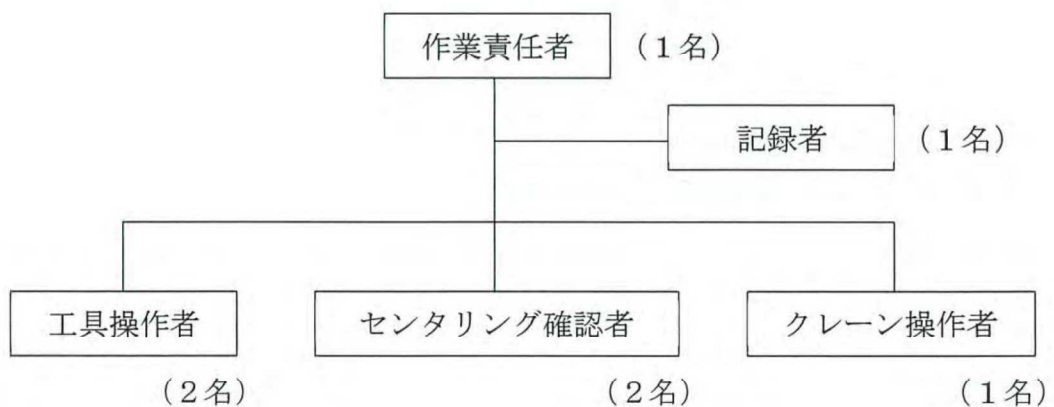 作業責任者 （１名）
記録者 （１名）
工具操作者 センタリング確認者 クレーン操作者
（２名） （２名） （１名）